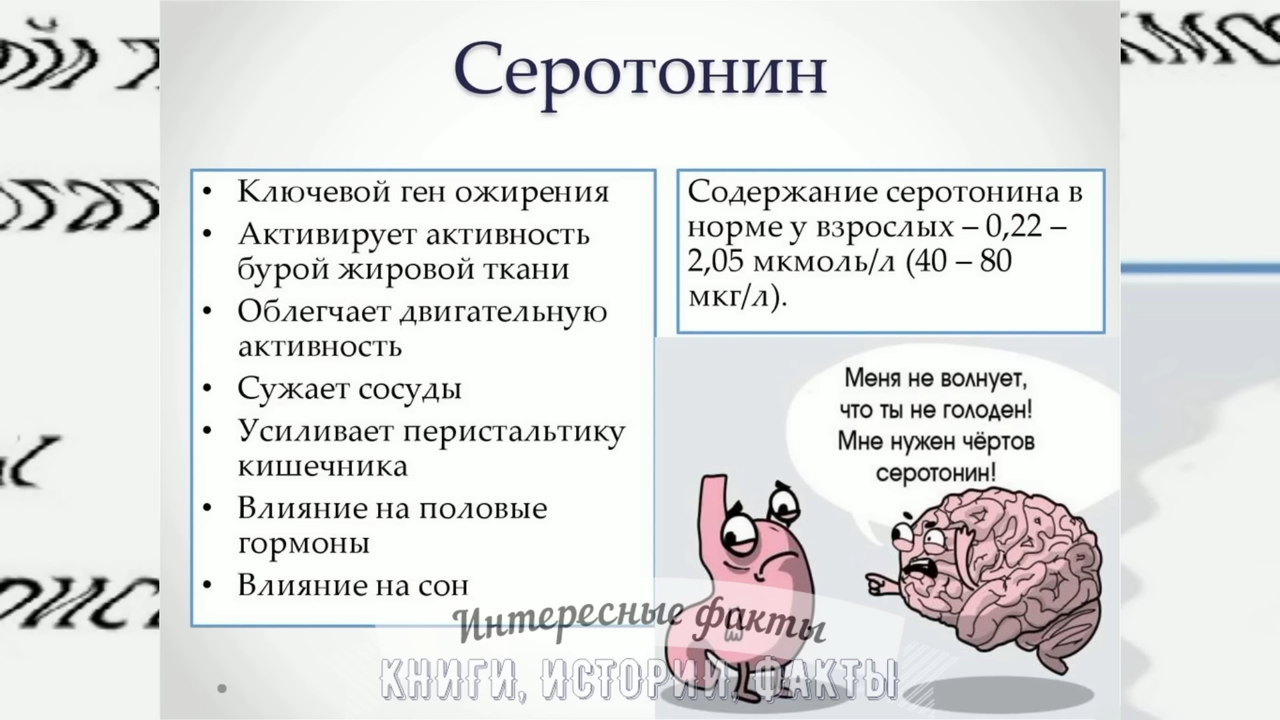 Серотонин
• Ключевой ген ожирения
• Активирует активность
бурой жировой ткани
• Облегчает двигательную
активность
• Сужает сосуды
• Усиливает перистальтику
кишечника
• Влияние на половые
гормоны
• Влияние на сон
Содержание серотонина в
норме у взрослых – 0,22 –
2,05 мкмоль/л (40 – 80
мкг/л).
Меня не волнует,
что ты не голоден!
Мне нужен чёртов
серотонин!
Интересные факты
КНИГИ, ИСТОРИИ, ФАКТЫ